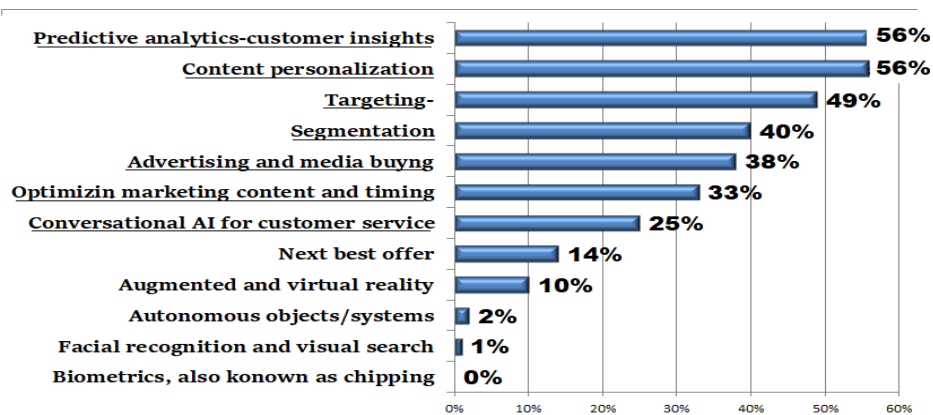 Predictive analytics-customer insights 56%
Content personalization 56%
Targeting- 49%
Segmentation 40%
Advertising and media buyng 38%
Optimizin marketing content and timing 33%
Conversational AI for customer service 25%
Next best offer 14%
Augmented and virtual reality 10%
Autonomous objects/systems 2%
Facial recognition and visual search 1%
Biometrics, also konown as chipping 0%
0% 10% 20% 30% 40% 50% 60%